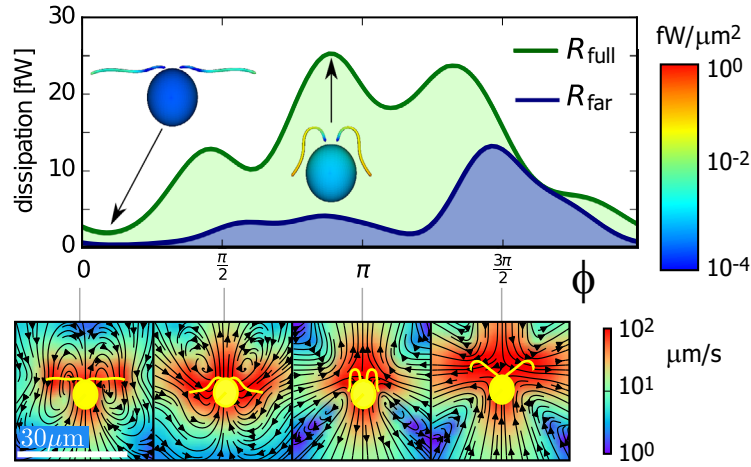 dissipation [fW]
30
20
10
0
R_full
R_far
fW/μm²
10⁰
10⁻²
10⁻⁴
0
π/2
π
3π/2
ϕ
30μm
10²
10¹
10⁰
μm/s